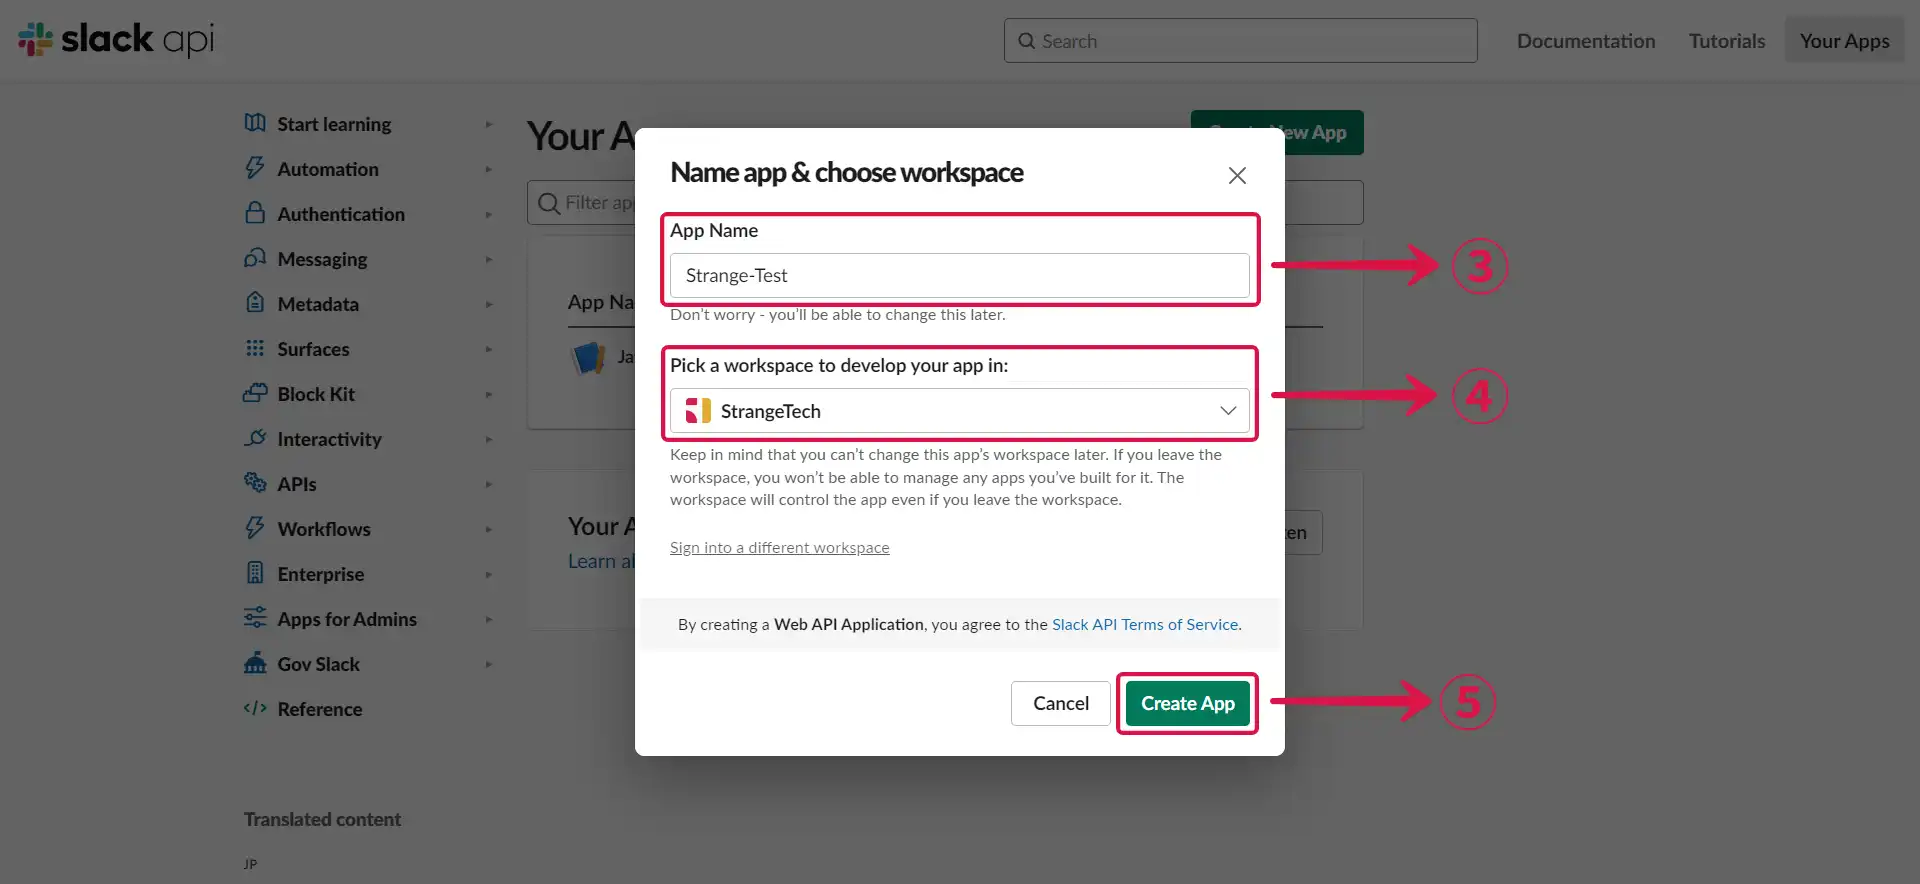 slack api
Search
Documentation
Tutorials
Your Apps
Start learning
Automation
Authentication
Messaging
Metadata
Surfaces
Block Kit
Interactivity
APIs
Workflows
Enterprise
Apps for Admins
Gov Slack
Reference
Translated content
JP
Your A
New App
Filter ap
App Na
Ja
Your A
Learn a
en
Name app & choose workspace
App Name
Strange-Test
Don't worry - you'll be able to change this later.
③
Pick a workspace to develop your app in:
StrangeTech
④
Keep in mind that you can't change this app's workspace later. If you leave the
workspace, you won't be able to manage any apps you've built for it. The
workspace will control the app even if you leave the workspace.
Sign into a different workspace
By creating a Web API Application, you agree to the Slack API Terms of Service.
Cancel
Create App
⑤